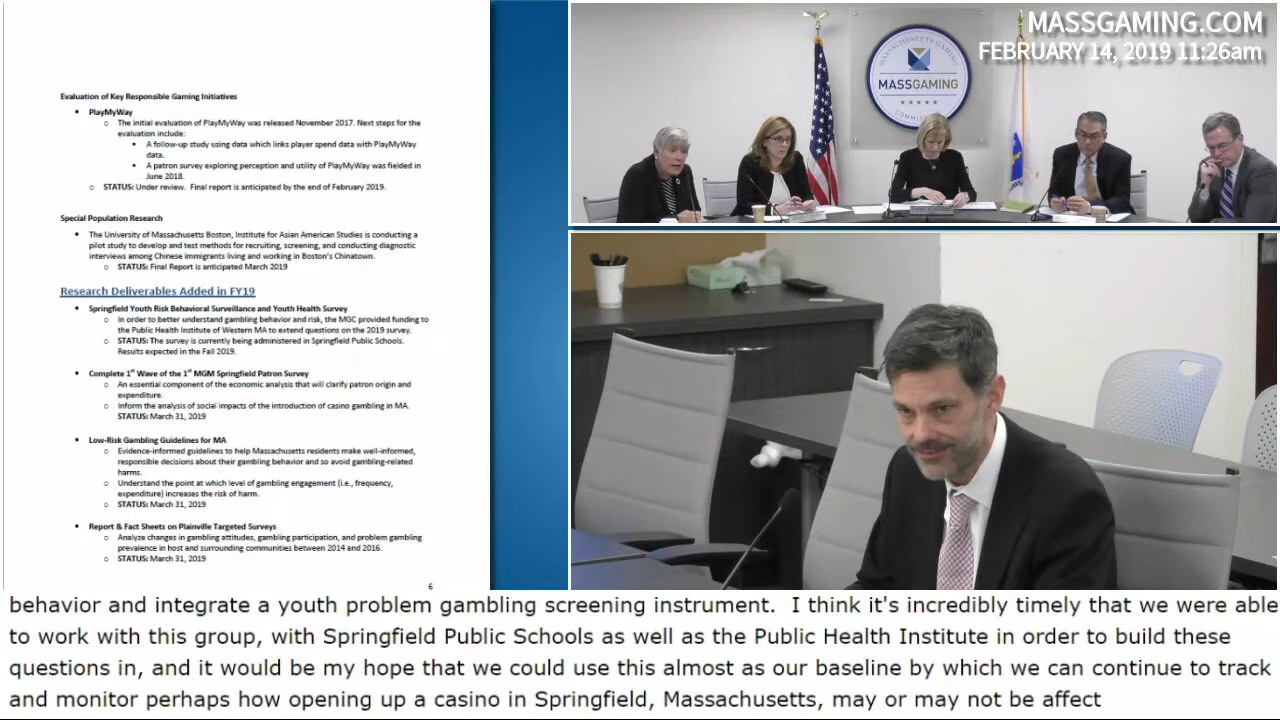 Evaluation of Key Responsible Gaming Initiatives
• PlayMyWay
o The initial evaluation of PlayMyWay was released November 2017. Next steps for the
evaluation include:
▪ A follow-up study using data which links player spend data with PlayMyWay
data.
▪ A patron survey exploring perception and utility of PlayMyWay was fielded in
June 2018.
o STATUS: Under review. Final report is anticipated by the end of February 2019.
Special Population Research
• The University of Massachusetts Boston, Institute for Asian American Studies is conducting a
pilot study to develop and test methods for recruiting, screening, and conducting diagnostic
interviews among Chinese immigrants living and working in Boston's Chinatown.
o STATUS: Final Report is anticipated March 2019
Research Deliverables Added in FY19
• Springfield Youth Risk Behavioral Surveillance and Youth Health Survey
o In order to better understand gambling behavior and risk, the MGC provided funding to
the Public Health Institute of Western MA to extend questions on the 2019 survey.
o STATUS: The survey is currently being administered in Springfield Public Schools.
Results expected in the Fall 2019.
• Complete 1st Wave of the 1st MGM Springfield Patron Survey
o An essential component of the economic analysis that will clarify patron origin and
expenditure.
o Inform the analysis of social impacts of the introduction of casino gambling in MA.
STATUS: March 31, 2019
• Low-Risk Gambling Guidelines for MA
o Evidence-informed guidelines to help Massachusetts residents make well-informed,
responsible decisions about their gambling behavior and so avoid gambling-related
harms.
o Understand the point at which level of gambling engagement (i.e., frequency,
expenditure) increases the risk of harm.
o STATUS: March 31, 2019
• Report & Fact Sheets on Plainville Targeted Surveys
o Analyze changes in gambling attitudes, gambling participation, and problem gambling
prevalence in host and surrounding communities between 2014 and 2016.
o STATUS: March 31, 2019
6
MASSGAMING.COM
FEBRUARY 14, 2019 11:26am
MASSACHUSETTS GAMING
MASSGAMING
behavior and integrate a youth problem gambling screening instrument. I think it's incredibly timely that we were able
to work with this group, with Springfield Public Schools as well as the Public Health Institute in order to build these
questions in, and it would be my hope that we could use this almost as our baseline by which we can continue to track
and monitor perhaps how opening up a casino in Springfield, Massachusetts, may or may not be affect